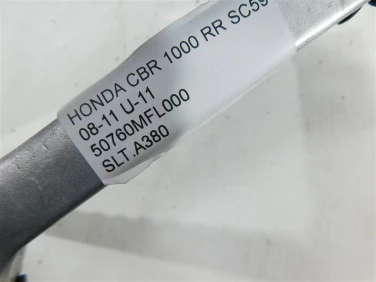 HONDA CBR 1000 RR SC59
08-11 U-11
50760MFL000
SLT.A380